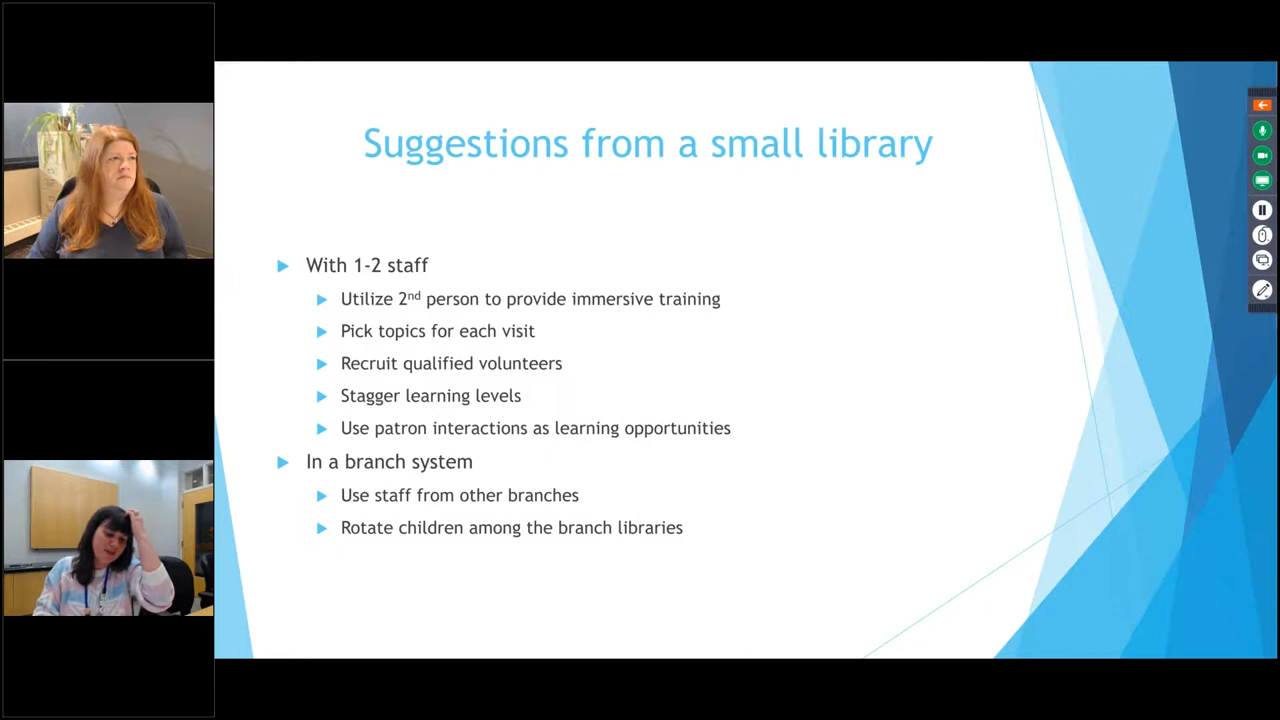 Suggestions from a small library
With 1-2 staff
Utilize 2nd person to provide immersive training
Pick topics for each visit
Recruit qualified volunteers
Stagger learning levels
Use patron interactions as learning opportunities
In a branch system
Use staff from other branches
Rotate children among the branch libraries